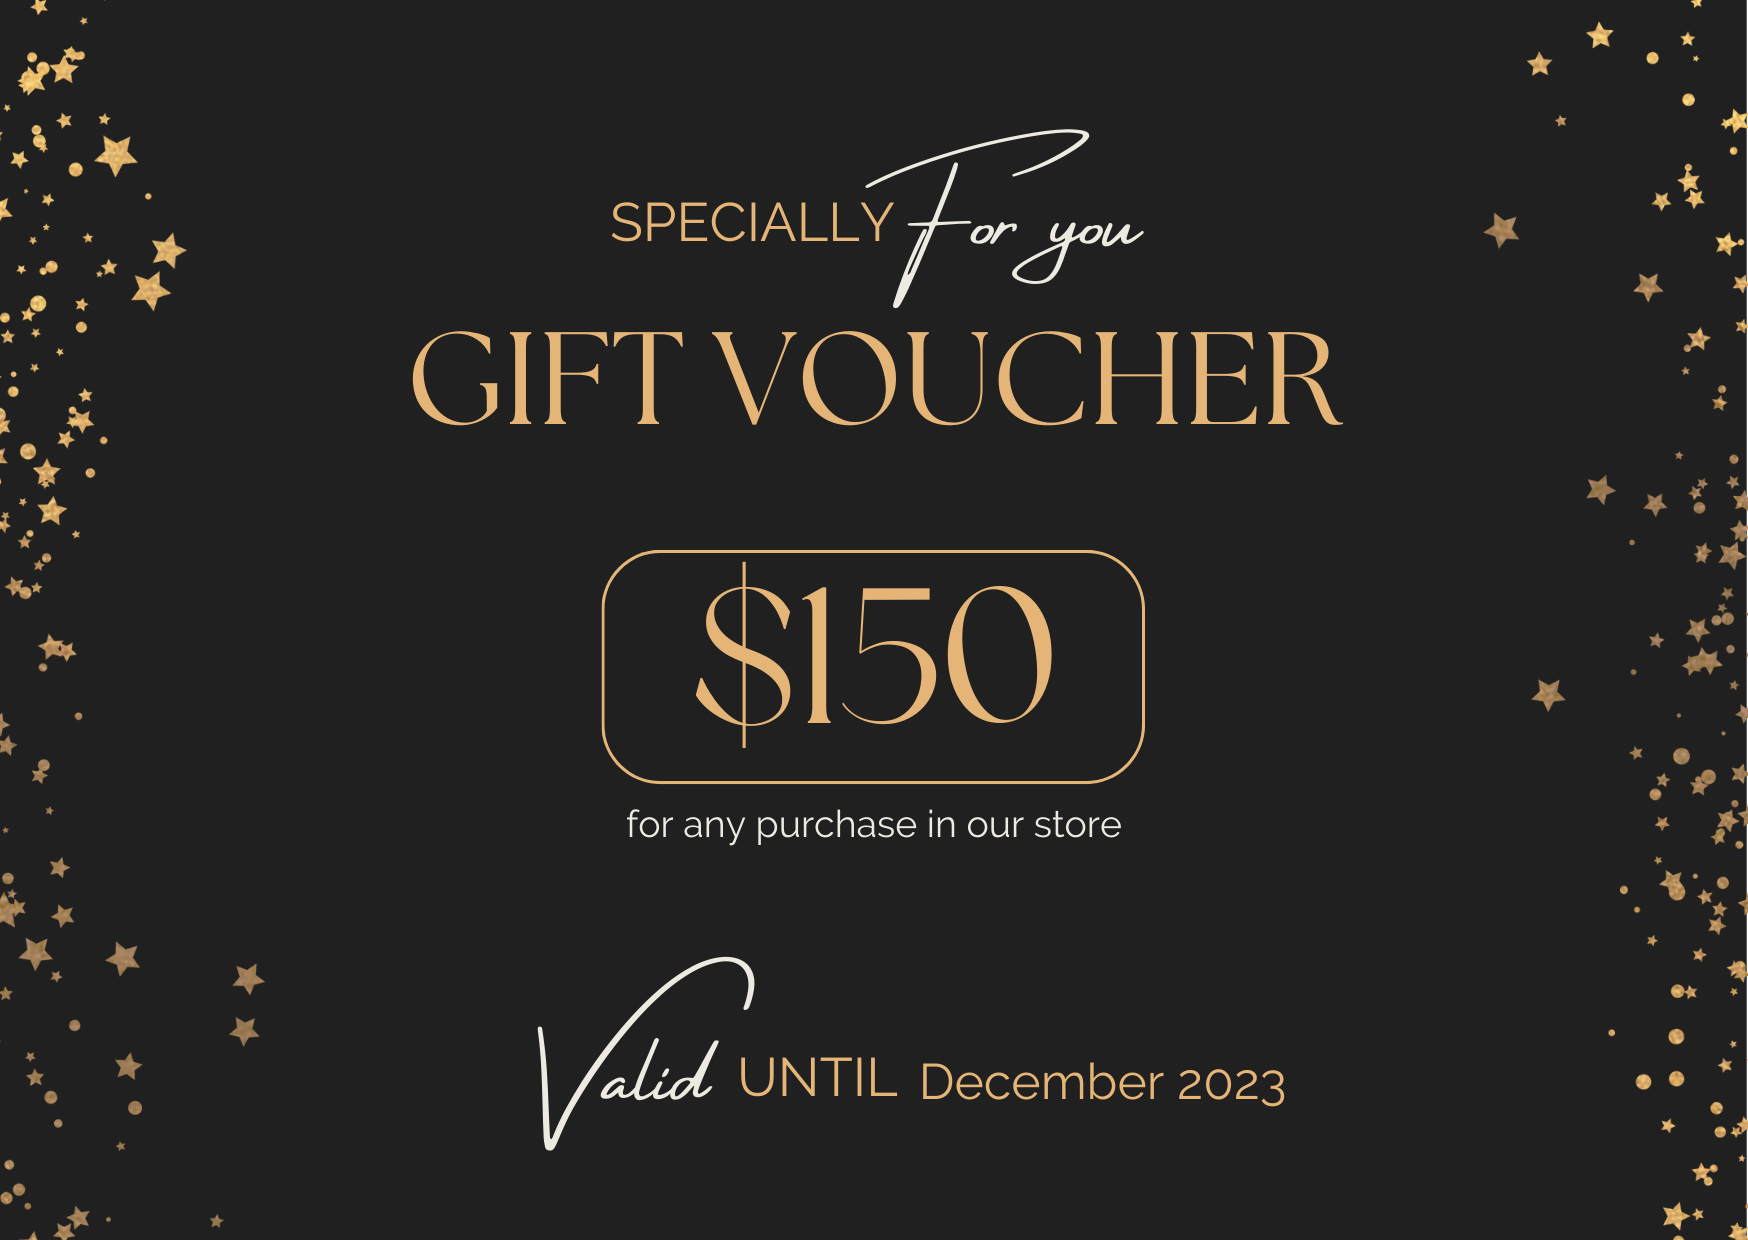 SPECIALLY For you
GIFT VOUCHER
$150
for any purchase in our store
Valid UNTIL December 2023